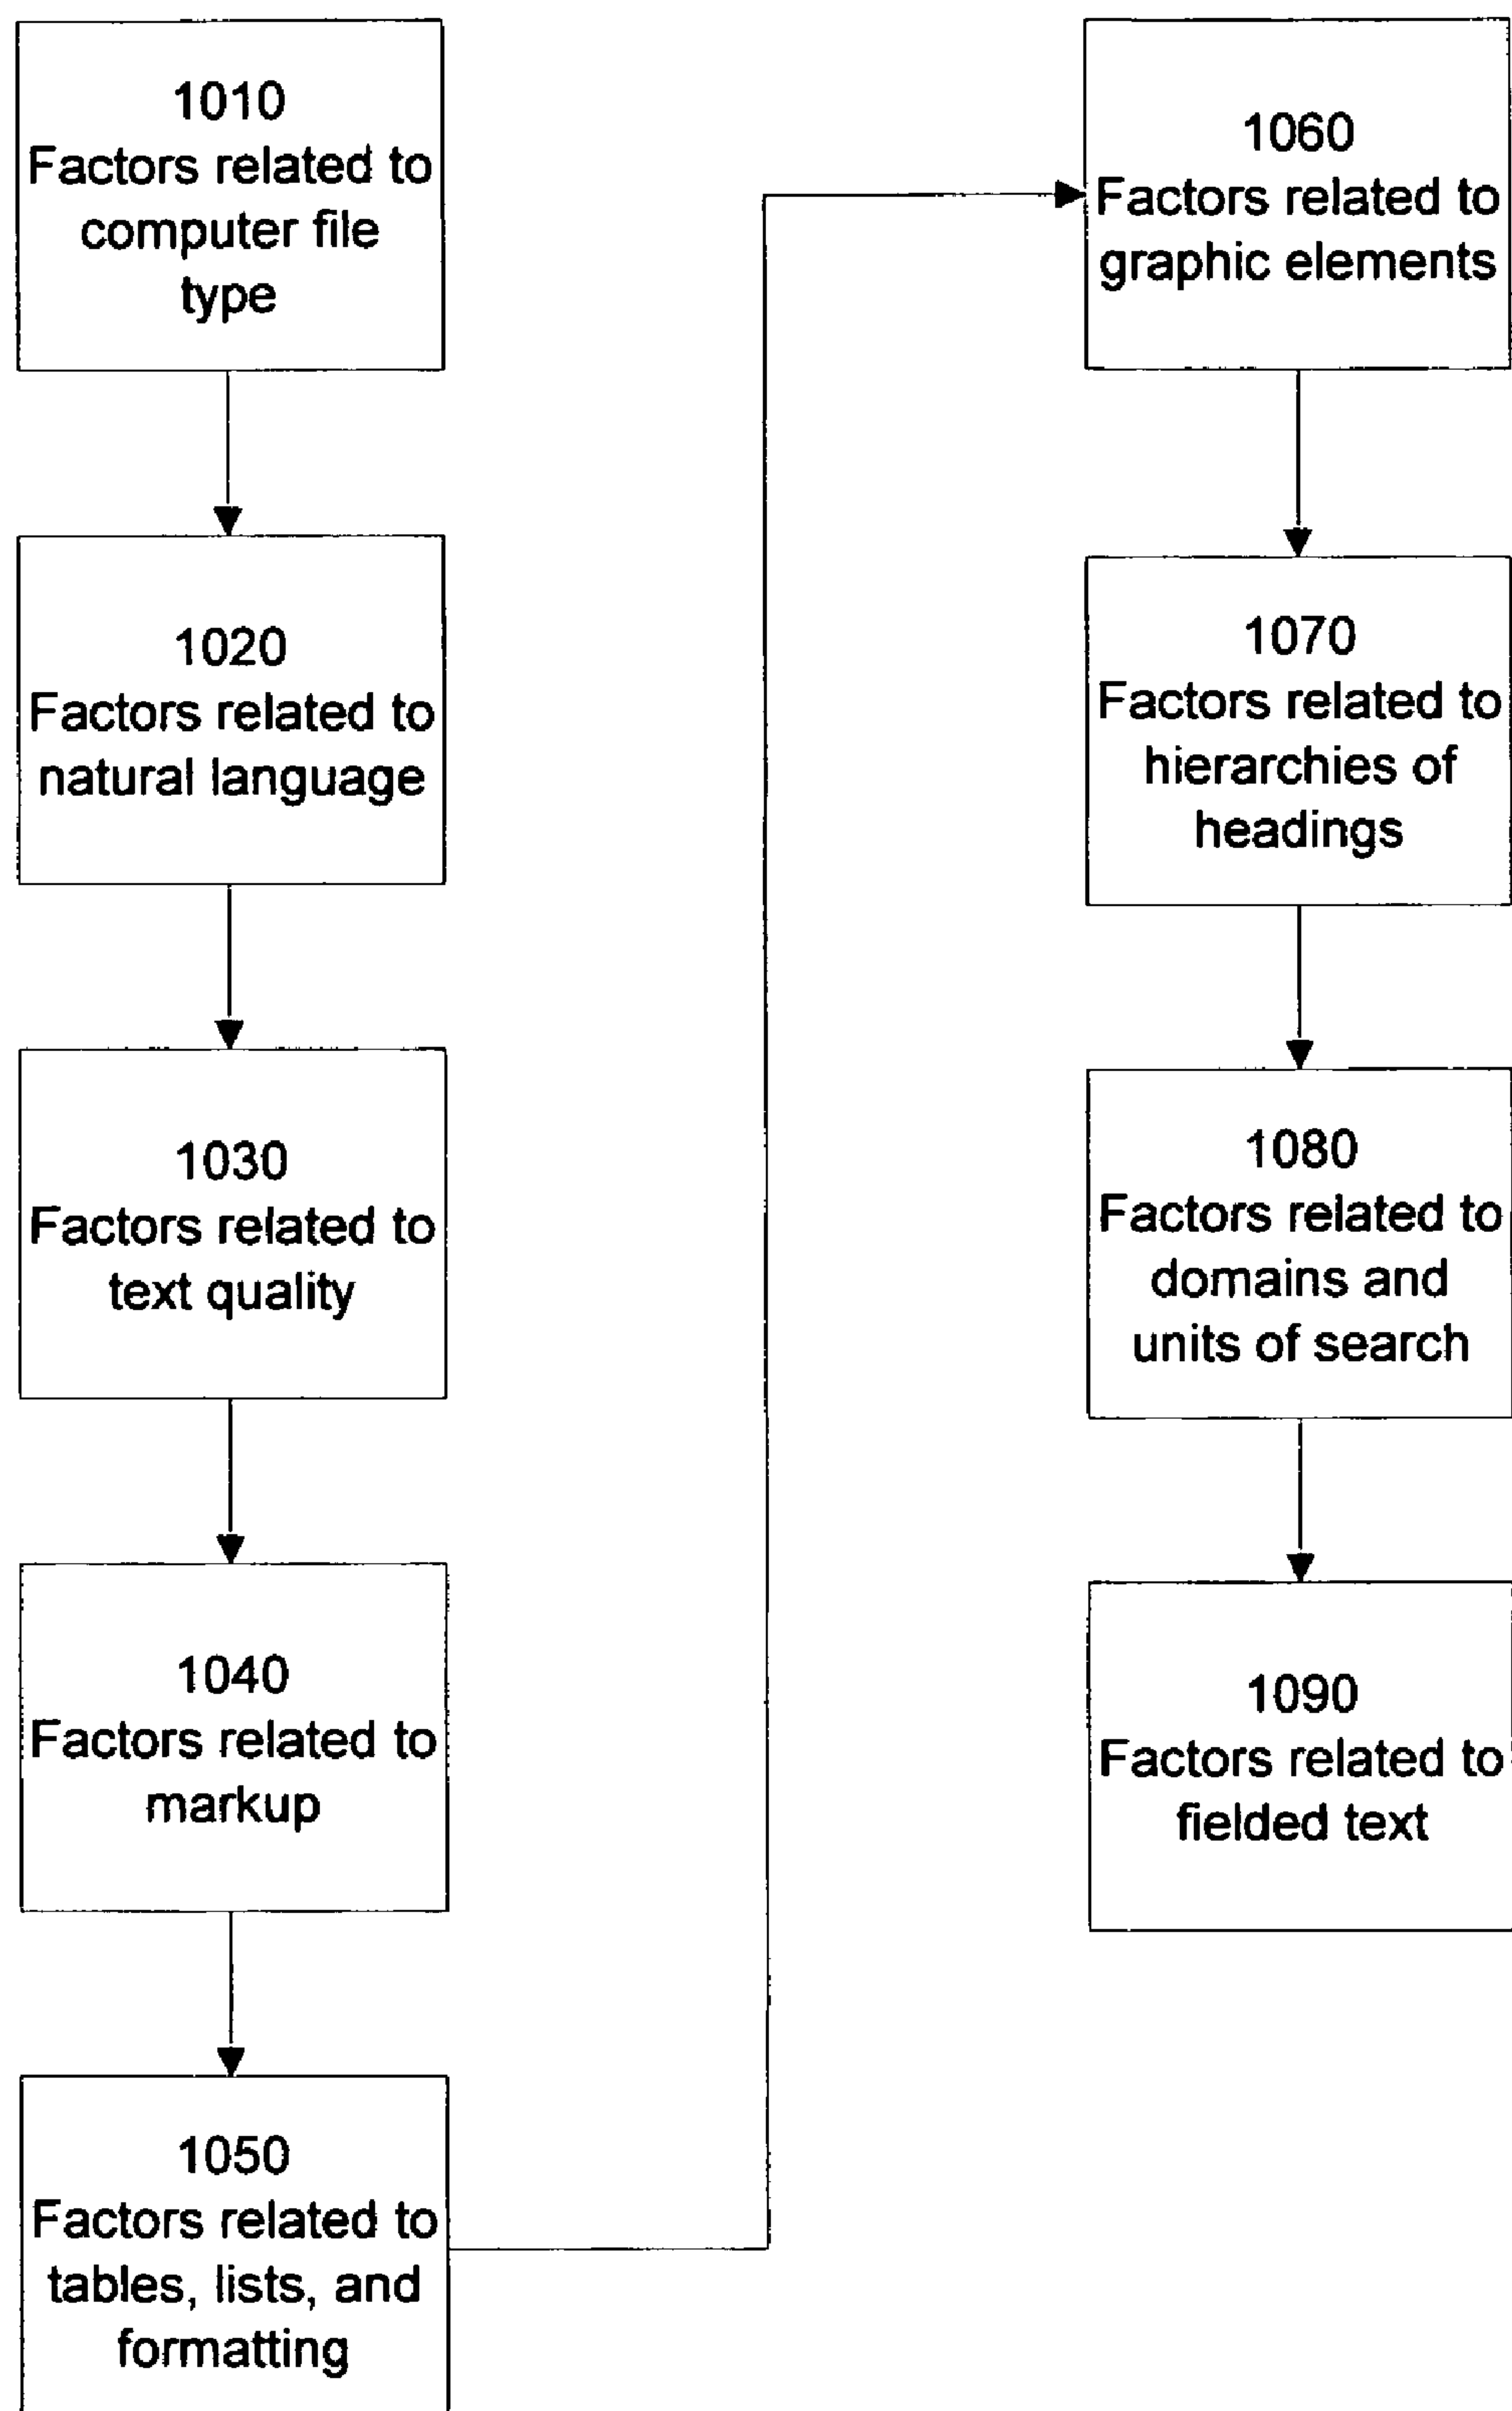 1010
Factors related to
computer file
type
1020
Factors related to
natural language
1030
Factors related to
text quality
1040
Factors related to
markup
1050
Factors related to
tables, lists, and
formatting
1060
Factors related to
graphic elements
1070
Factors related to
hierarchies of
headings
1080
Factors related to
domains and
units of search
1090
Factors related to
fielded text